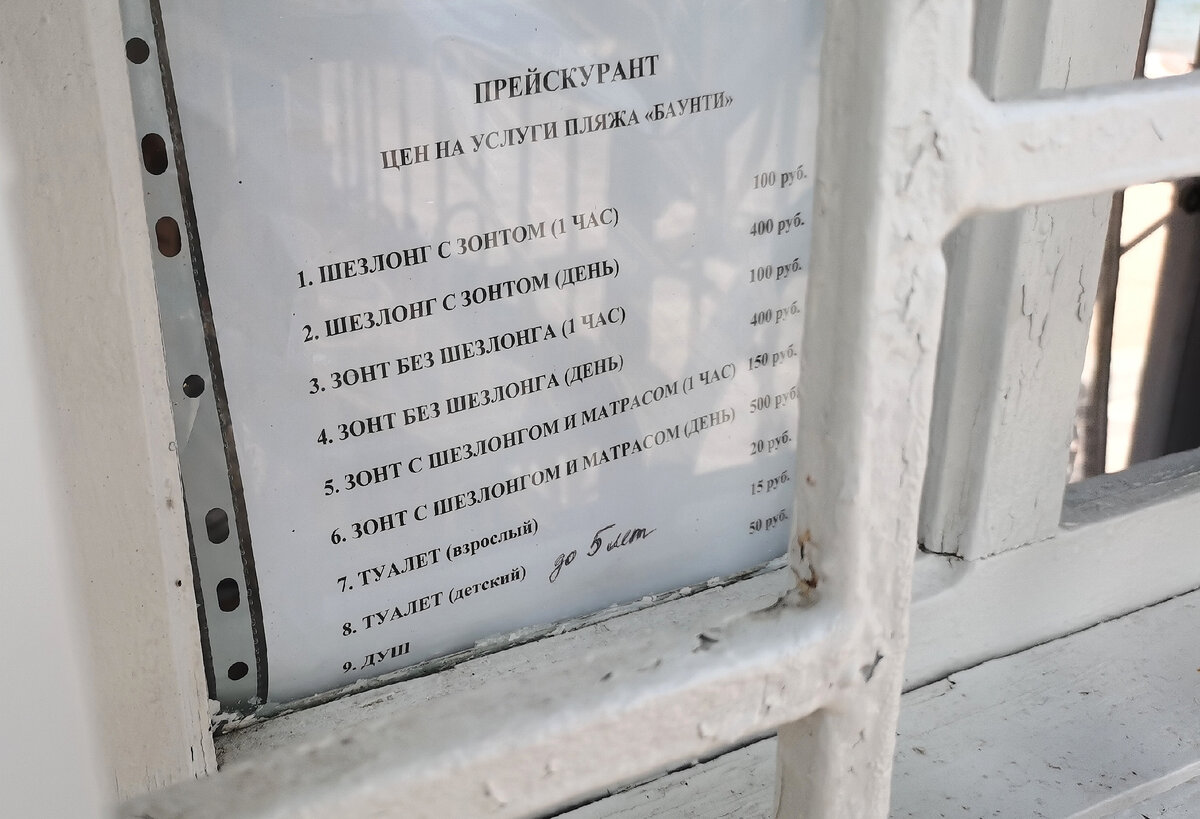 ПРЕЙСКУРАНТ
ЦЕН НА УСЛУГИ ПЛЯЖА «БАУНТИ»
1. ШЕЗЛОНГ С ЗОНТОМ (1 ЧАС) 100 руб.
2. ШЕЗЛОНГ С ЗОНТОМ (ДЕНЬ) 400 руб.
3. ЗОНТ БЕЗ ШЕЗЛОНГА (1 ЧАС) 100 руб.
4. ЗОНТ БЕЗ ШЕЗЛОНГА (ДЕНЬ) 400 руб.
5. ЗОНТ С ШЕЗЛОНГОМ И МАТРАСОМ (1 ЧАС) 150 руб.
6. ЗОНТ С ШЕЗЛОНГОМ И МАТРАСОМ (ДЕНЬ) 500 руб.
7. ТУАЛЕТ (взрослый) 20 руб.
8. ТУАЛЕТ (детский) до 5 лет 15 руб.
9. ДУШ 50 руб.